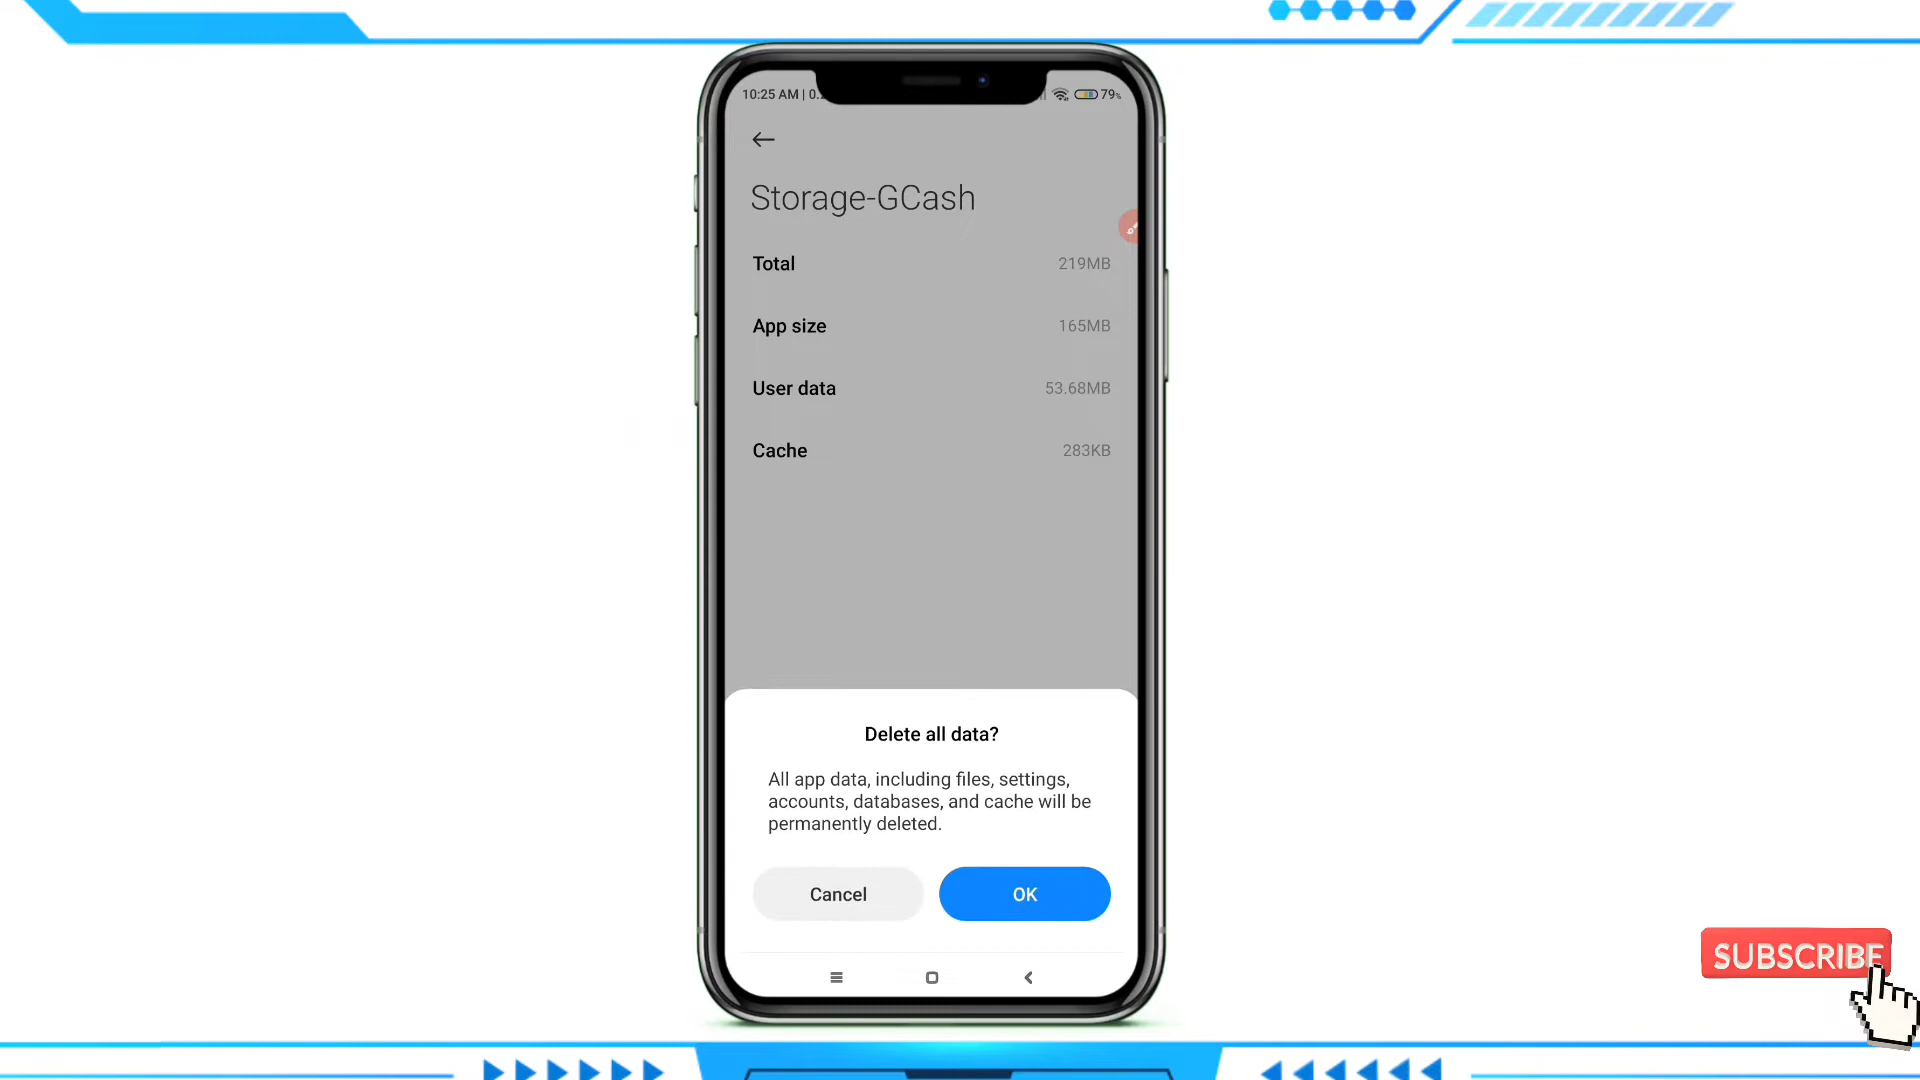 10:25 AM | 0.
79%
Storage-GCash
Total 219MB
App size 165MB
User data 53.68MB
Cache 283KB
Delete all data?
All app data, including files, settings,
accounts, databases, and cache will be
permanently deleted.
Cancel OK
SUBSCRIBE